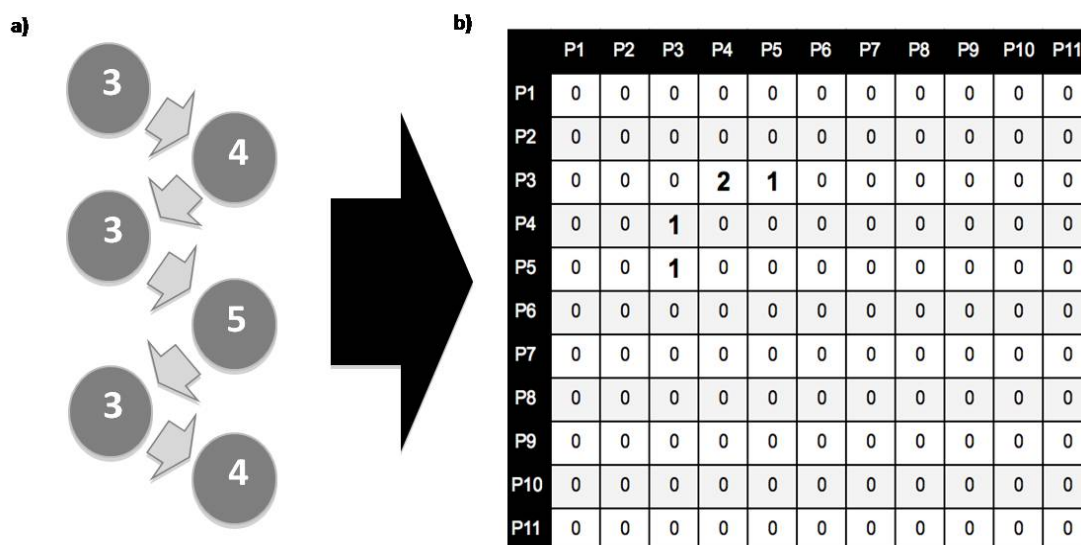 a)
3
4
3
5
3
4
b)
P1 P2 P3 P4 P5 P6 P7 P8 P9 P10 P11
P1 0 0 0 0 0 0 0 0 0 0 0
P2 0 0 0 0 0 0 0 0 0 0 0
P3 0 0 0 2 1 0 0 0 0 0 0
P4 0 0 1 0 0 0 0 0 0 0 0
P5 0 0 1 0 0 0 0 0 0 0 0
P6 0 0 0 0 0 0 0 0 0 0 0
P7 0 0 0 0 0 0 0 0 0 0 0
P8 0 0 0 0 0 0 0 0 0 0 0
P9 0 0 0 0 0 0 0 0 0 0 0
P10 0 0 0 0 0 0 0 0 0 0 0
P11 0 0 0 0 0 0 0 0 0 0 0